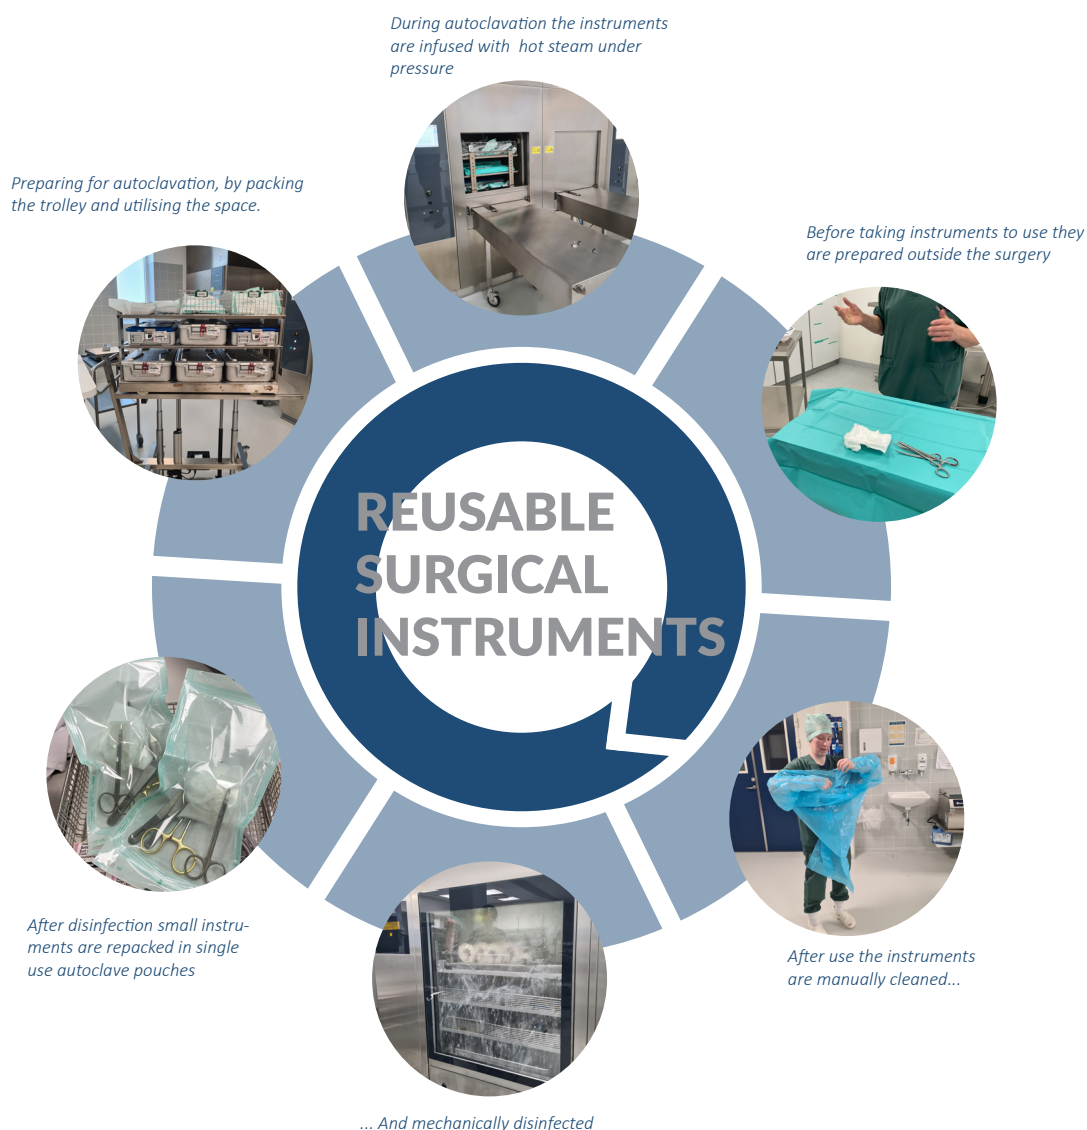 During autoclavation the instruments
are infused with  hot steam under
pressure
Preparing for autoclavation, by packing
the trolley and utilising the space.
Before taking instruments to use they
are prepared outside the surgery
REUSABLE
SURGICAL
INSTRUMENTS
After disinfection small instru-
ments are repacked in single
use autoclave pouches
After use the instruments
are manually cleaned...
... And mechanically disinfected